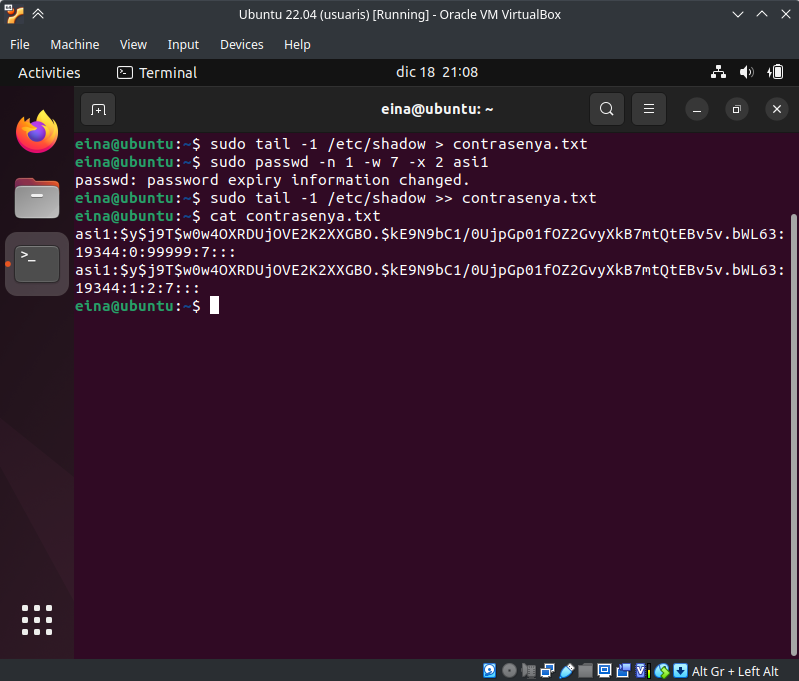 Ubuntu 22.04 (usuaris) [Running] - Oracle VM VirtualBox
File Machine View Input Devices Help
Activities Terminal dic 18 21:08
eina@ubuntu: ~
eina@ubuntu:~$ sudo tail -1 /etc/shadow > contrasenya.txt
eina@ubuntu:~$ sudo passwd -n 1 -w 7 -x 2 asi1
passwd: password expiry information changed.
eina@ubuntu:~$ sudo tail -1 /etc/shadow >> contrasenya.txt
eina@ubuntu:~$ cat contrasenya.txt
asi1:$y$j9T$w0w4OXRDUjOVE2K2XXGBO.$kE9N9bC1/0UjpGp01fOZ2GvyXkB7mtQtEBv5v.bWL63:
19344:0:99999:7:::
asi1:$y$j9T$w0w4OXRDUjOVE2K2XXGBO.$kE9N9bC1/0UjpGp01fOZ2GvyXkB7mtQtEBv5v.bWL63:
19344:1:2:7:::
eina@ubuntu:~$
Alt Gr + Left Alt